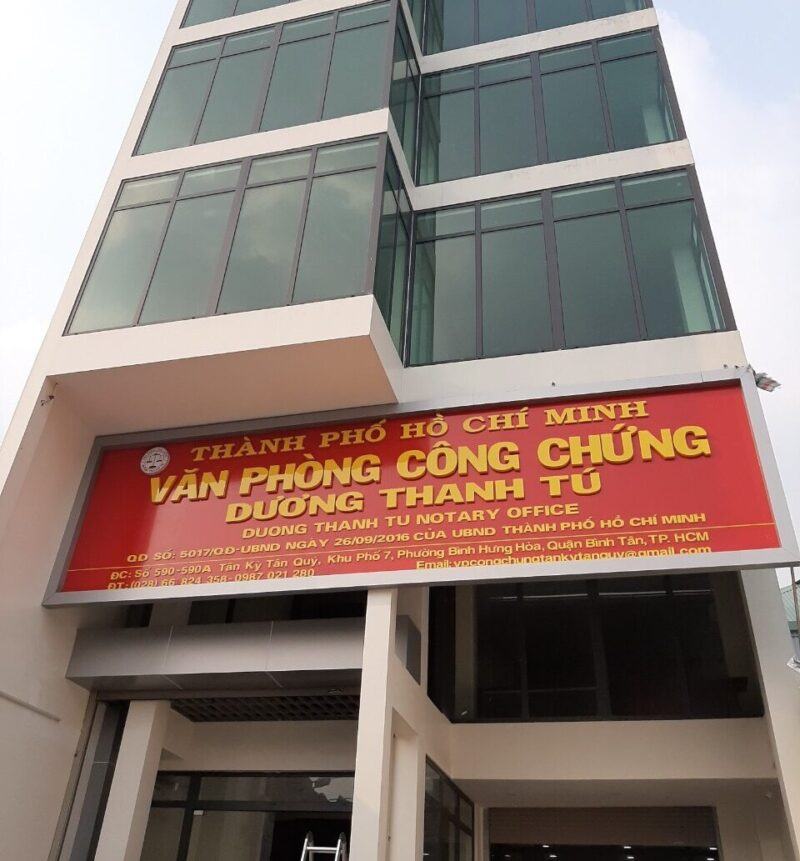 THÀNH PHỐ HỒ CHÍ MINH
VĂN PHÒNG CÔNG CHỨNG
DƯƠNG THANH TÚ
DUONG THANH TU NOTARY OFFICE
QĐ SỐ: 5017/QĐ-UBND NGÀY 26/09/2016 CỦA UBND THÀNH PHỐ HỒ CHÍ MINH
ĐC: Số 590-590A Tân Kỳ Tân Quý, Khu Phố 7, Phường Bình Hưng Hòa, Quận Bình Tân, TP. HCM
ĐT: (028) 66 824 358-0987 021 280 Email: vpcongchungtankytanquy@gmail.com